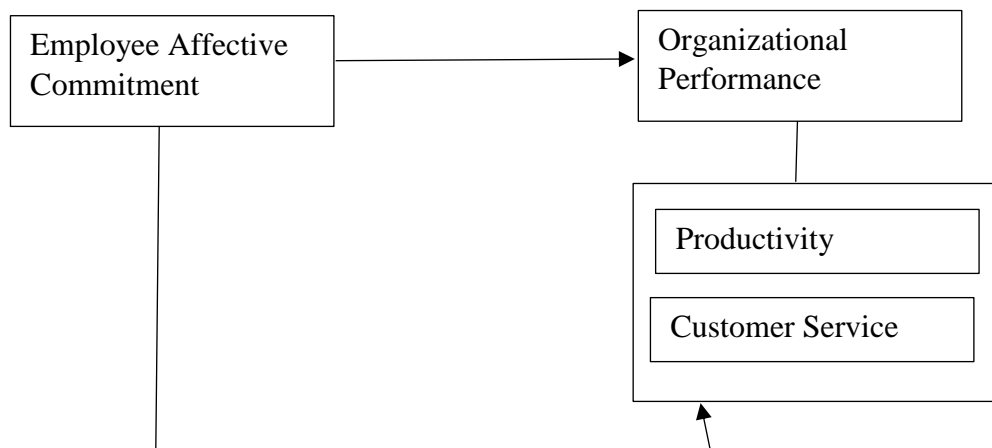 Employee Affective
Commitment
Organizational
Performance
Productivity
Customer Service